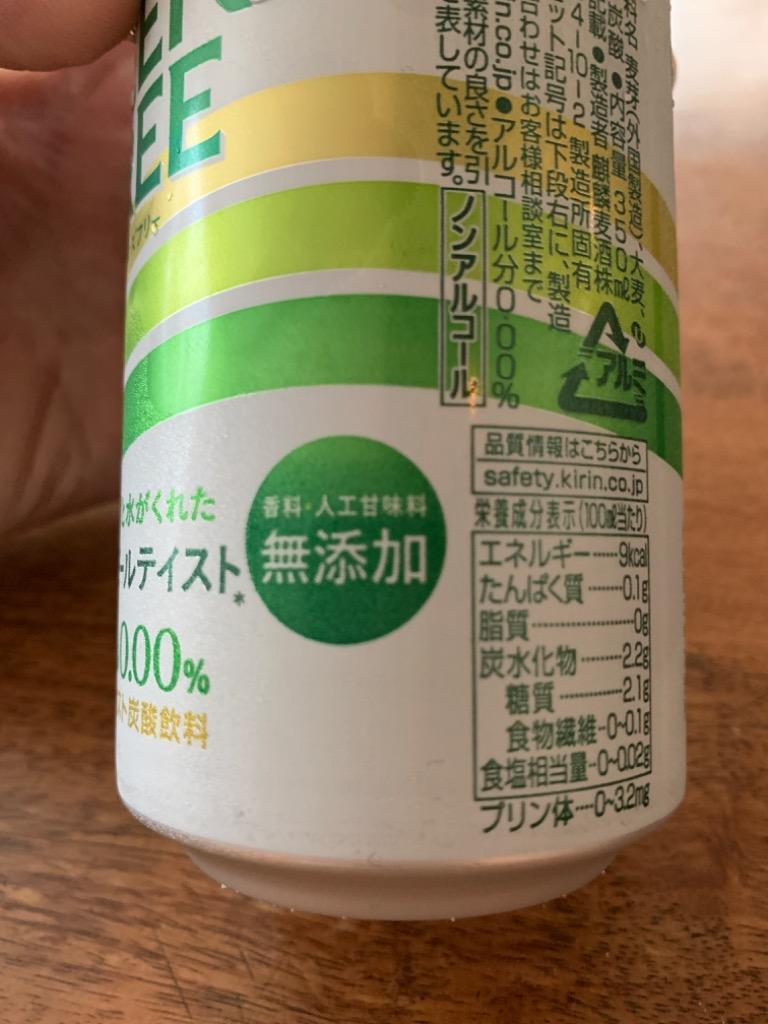 EE
水がくれた
ールテイスト*
0.00%
炭酸飲料
香料・人工甘味料
無添加
麦芽(外国製造)、大麦、
炭酸 ●内容量 350ml
記載 ●製造者 麒麟麦酒株
4-10-2 製造所固有
ット記号は下段右に、製造
合わせはお客様相談室まで
.co.jp ●アルコール分0.00%
素材の良さを引
表しています。ノンアルコール
アルミ
品質情報はこちらから
safety.kirin.co.jp
栄養成分表示(100ml当たり)
エネルギー……9kcal
たんぱく質……0.1g
脂質……0g
炭水化物……2.2g
糖質……2.1g
食物繊維…0~0.1g
食塩相当量…0~0.02g
プリン体…0~3.2mg